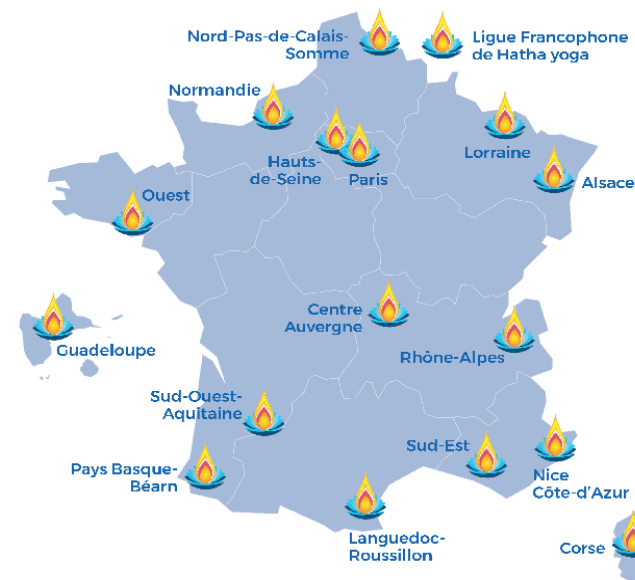 Nord-Pas-de-Calais-
Somme
Ligue Francophone
de Hatha yoga
Normandie
Hauts-
de-Seine
Paris
Lorraine
Alsace
Ouest
Guadeloupe
Centre
Auvergne
Rhône-Alpes
Sud-Ouest-
Aquitaine
Pays Basque-
Béarn
Sud-Est
Nice
Côte-d'Azur
Languedoc-
Roussillon
Corse